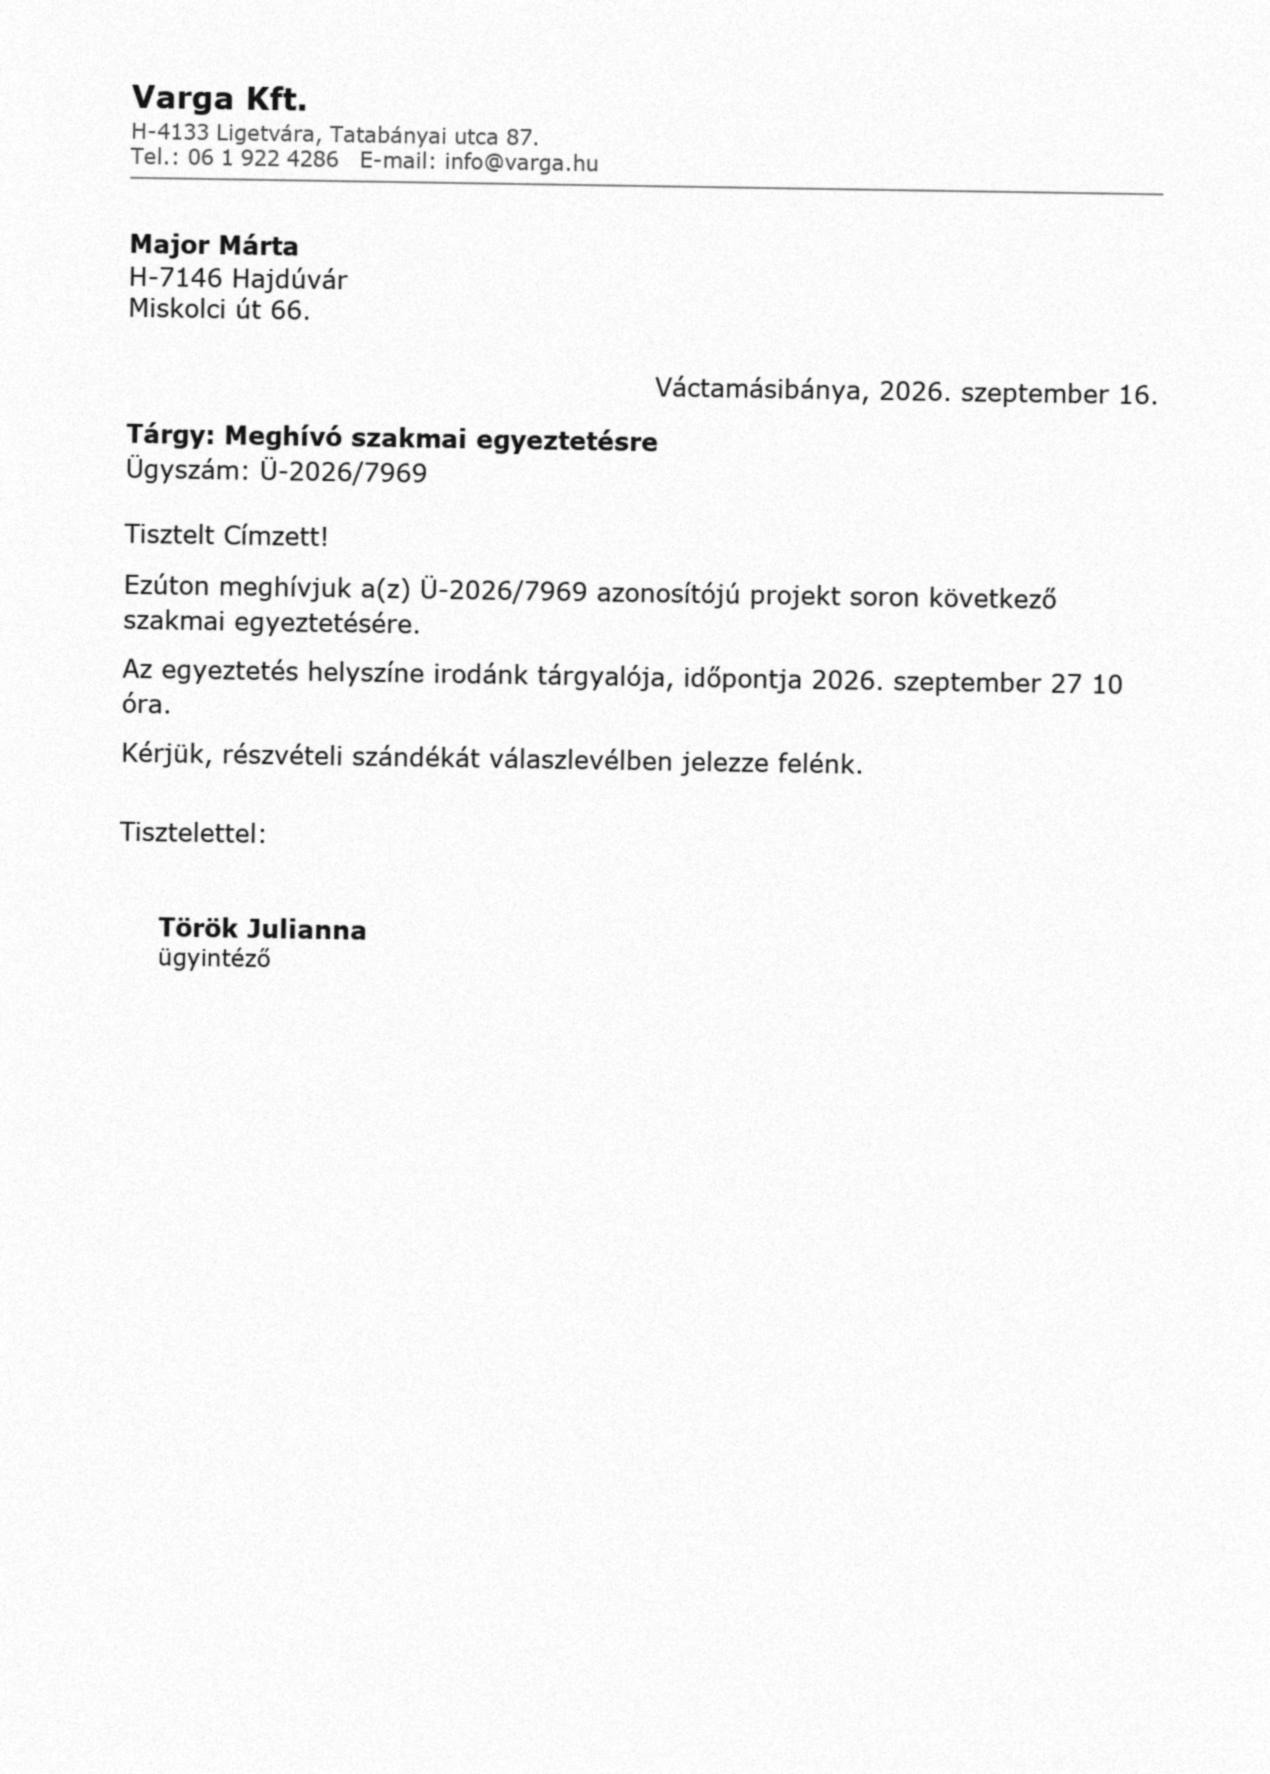 Varga Kft.
H-4133 Ligetvára, Tatabányai utca 87.
Tel.: 06 1 922 4286 E-mail: info@varga.hu
Major Márta
H-7146 Hajdúvár
Miskolci út 66.
Váctamásibánya, 2026. szeptember 16.
Tárgy: Meghívó szakmai egyeztetésre
Ügyszám: Ü-2026/7969
Tisztelt Címzett!
Ezúton meghívjuk a(z) Ü-2026/7969 azonosítójú projekt soron következő
szakmai egyeztetésére.
Az egyeztetés helyszíne irodánk tárgyalója, időpontja 2026. szeptember 27 10
óra.
Kérjük, részvételi szándékát válaszlevélben jelezze felénk.
Tisztelettel:
Török Julianna
ügyintéző